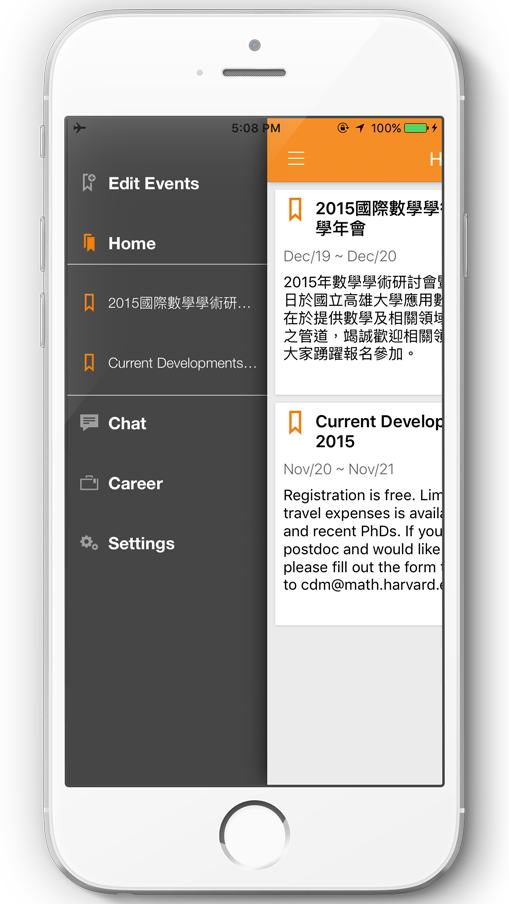 5:08 PM
100%
Edit Events
Home
2015國際數學學術研…
Current Developments…
Chat
Career
Settings
H
2015國際數學學
學年會
Dec/19 ~ Dec/20
2015年數學學術研討會
日於國立高雄大學應用數
在於提供數學及相關領域
之管道，竭誠歡迎相關領
大家踴躍報名參加。
Current Develop
2015
Nov/20 ~ Nov/21
Registration is free. Lim
travel expenses is availa
and recent PhDs. If you
postdoc and would like
please fill out the form
to cdm@math.harvard.e